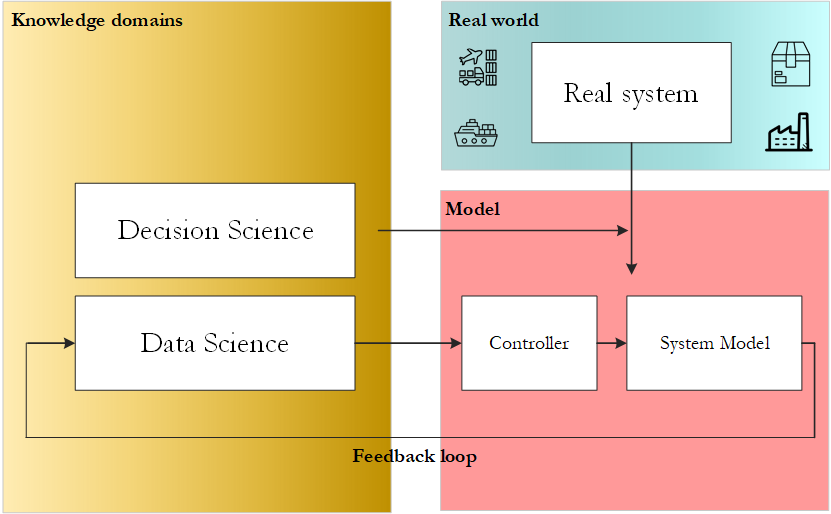 Knowledge domains
Real world
Real system
Decision Science
Model
Data Science
Controller
System Model
Feedback loop